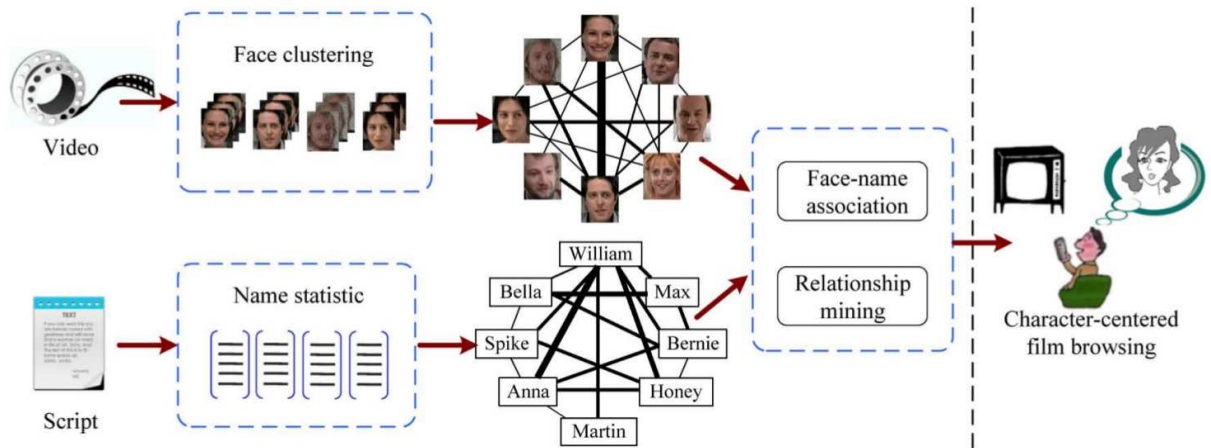 Face clustering
Video
Face-name
association
Relationship
mining
Name statistic
William
Bella
Max
Spike
Bernie
Anna
Honey
Martin
TEXT
Script
Character-centered
film browsing